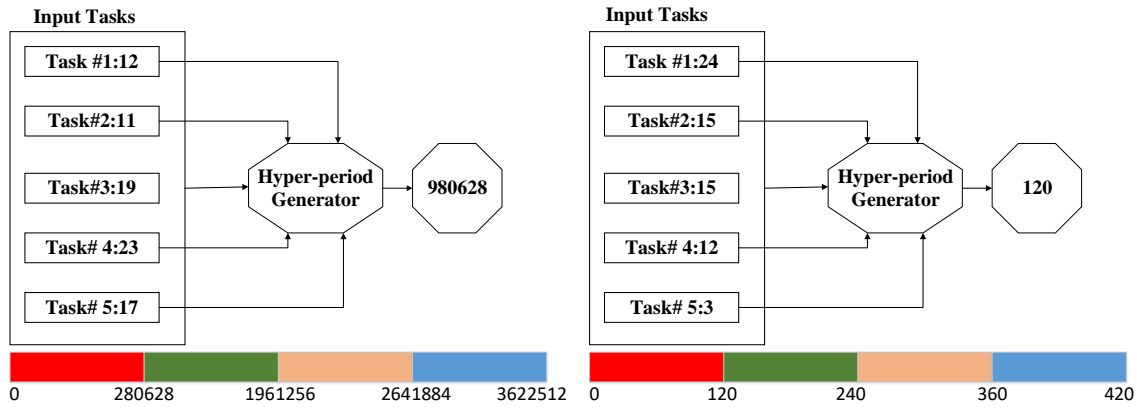 Input Tasks
Task #1:12
Task#2:11
Task#3:19
Task# 4:23
Task# 5:17
Hyper-period
Generator
980628
0 280628 1961256 2641884 3622512
Input Tasks
Task #1:24
Task#2:15
Task#3:15
Task# 4:12
Task# 5:3
Hyper-period
Generator
120
0 120 240 360 420